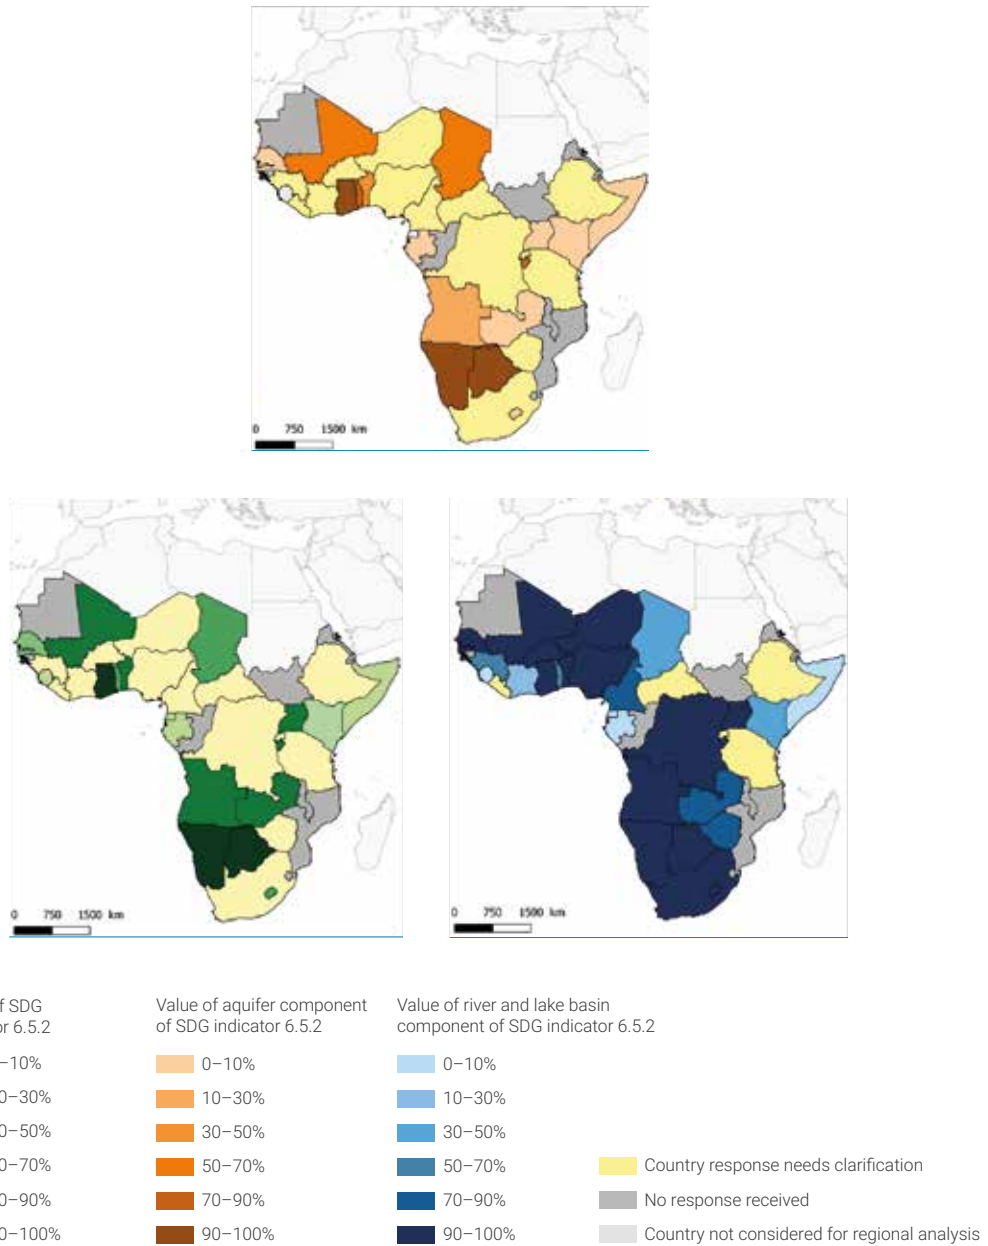 0 750 1500 km
0 750 1500 km
0 750 1500 km
f SDG
or 6.5.2
–10%
0–30%
0–50%
0–70%
0–90%
0–100%
Value of aquifer component
of SDG indicator 6.5.2
0–10%
10–30%
30–50%
50–70%
70–90%
90–100%
Value of river and lake basin
component of SDG indicator 6.5.2
0–10%
10–30%
30–50%
50–70%
70–90%
90–100%
Country response needs clarification
No response received
Country not considered for regional analysis